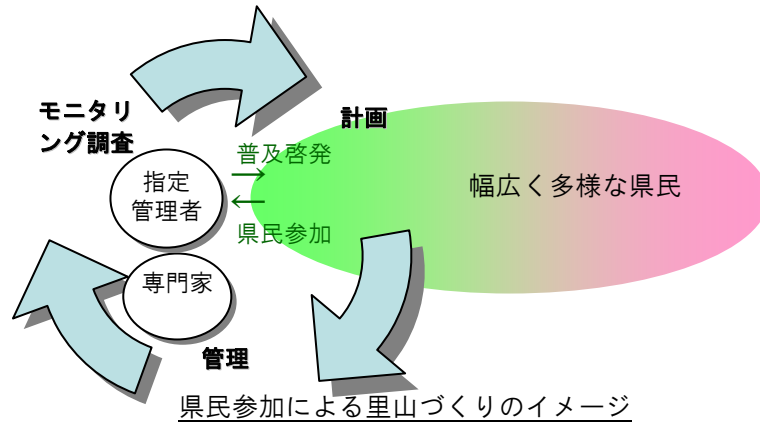 モニタリ
ング調査
計画
普及啓発
→
←
県民参加
指定
管理者
専門家
幅広く多様な県民
管理
県民参加による里山づくりのイメージ